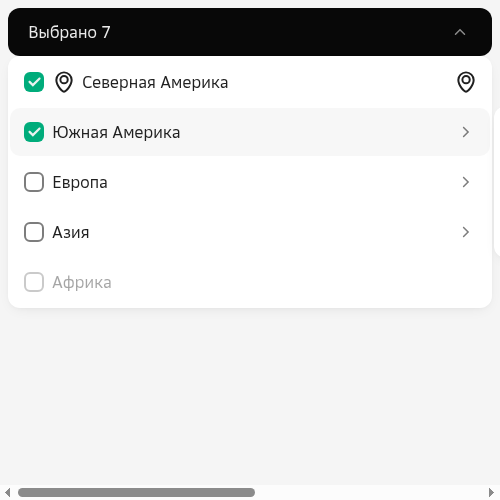 Выбрано 7
Северная Америка
Южная Америка
Европа
Азия
Африка